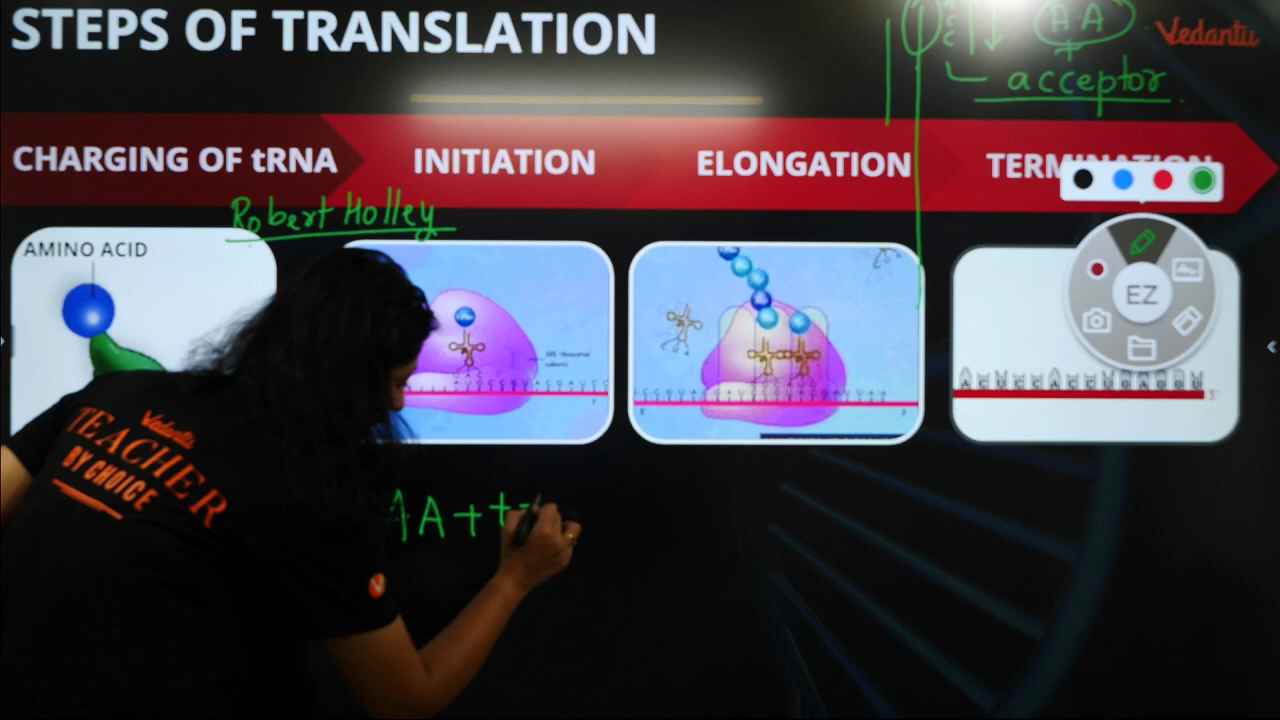 STEPS OF TRANSLATION
A A
+
acceptor
Vedantu
CHARGING OF tRNA
INITIATION
ELONGATION
TERMINATION
Robert Holley
AMINO ACID
EZ
Vedantu
TEACHER
BY CHOICE
AA + t